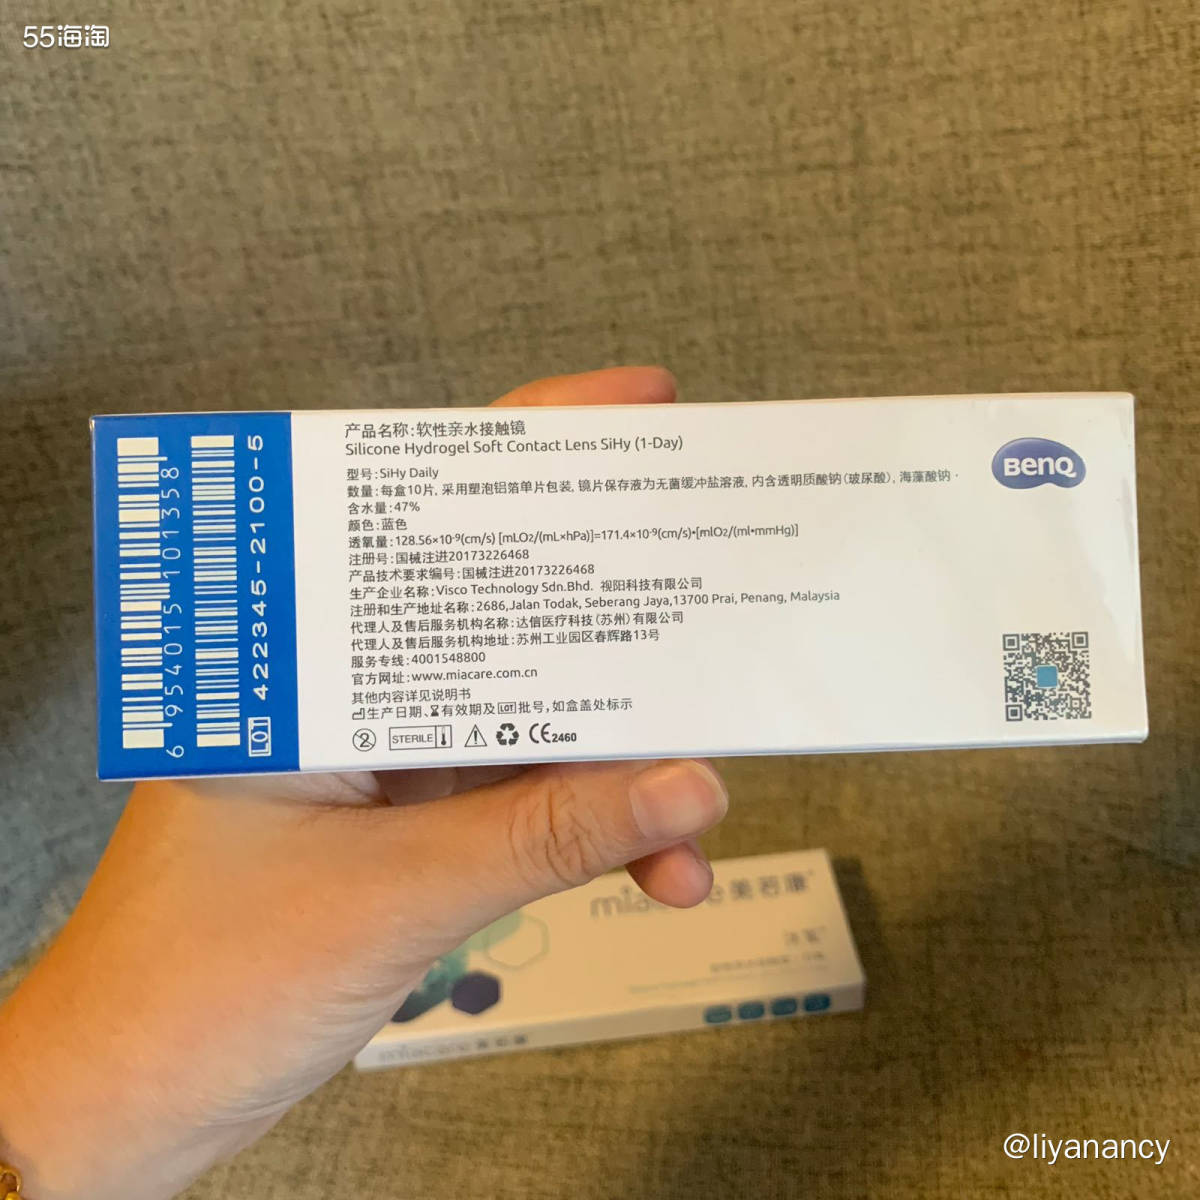 55海淘
产品名称:软性亲水接触镜
Silicone Hydrogel Soft Contact Lens SiHy (1-Day)
型号:SiHy Daily
数量:每盒10片, 采用塑泡铝箔单片包装, 镜片保存液为无菌缓冲盐溶液, 内含透明质酸钠(玻尿酸), 海藻酸钠·
含水量:47%
颜色:蓝色
透氧量:128.56×10⁻⁹(cm/s) [mLO₂/(mL×hPa)]=171.4×10⁻⁹(cm/s)•[mlO₂/(ml•mmHg)]
注册号:国械注进20173226468
产品技术要求编号:国械注进20173226468
生产企业名称:Visco Technology Sdn.Bhd. 视阳科技有限公司
注册和生产地址名称:2686,Jalan Todak, Seberang Jaya,13700 Prai, Penang, Malaysia
代理人及售后服务机构名称:达信医疗科技(苏州)有限公司
代理人及售后服务机构地址:苏州工业园区春辉路13号
服务专线:4001548800
官方网址:www.miacare.com.cn
其他内容详见说明书
生产日期、有效期及LOT批号,如盒盖处标示
2
STERILE
CE2460
BenQ
6 954015 101358
LOT 422345-2100-5
miacare 美若康
miacare 美若康
@liyanancy